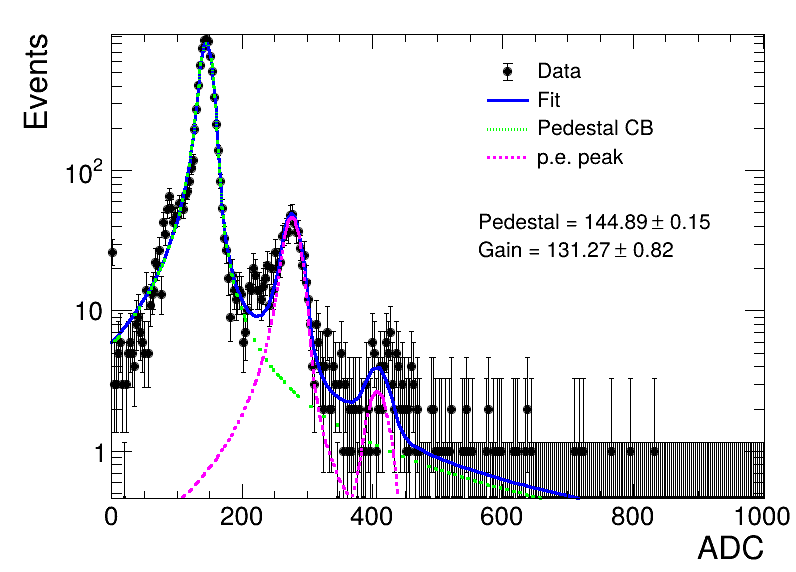 Events
Data
Fit
Pedestal CB
p.e. peak
Pedestal = 144.89 ± 0.15
Gain = 131.27 ± 0.82
10²
10
1
0 200 400 600 800 1000
ADC